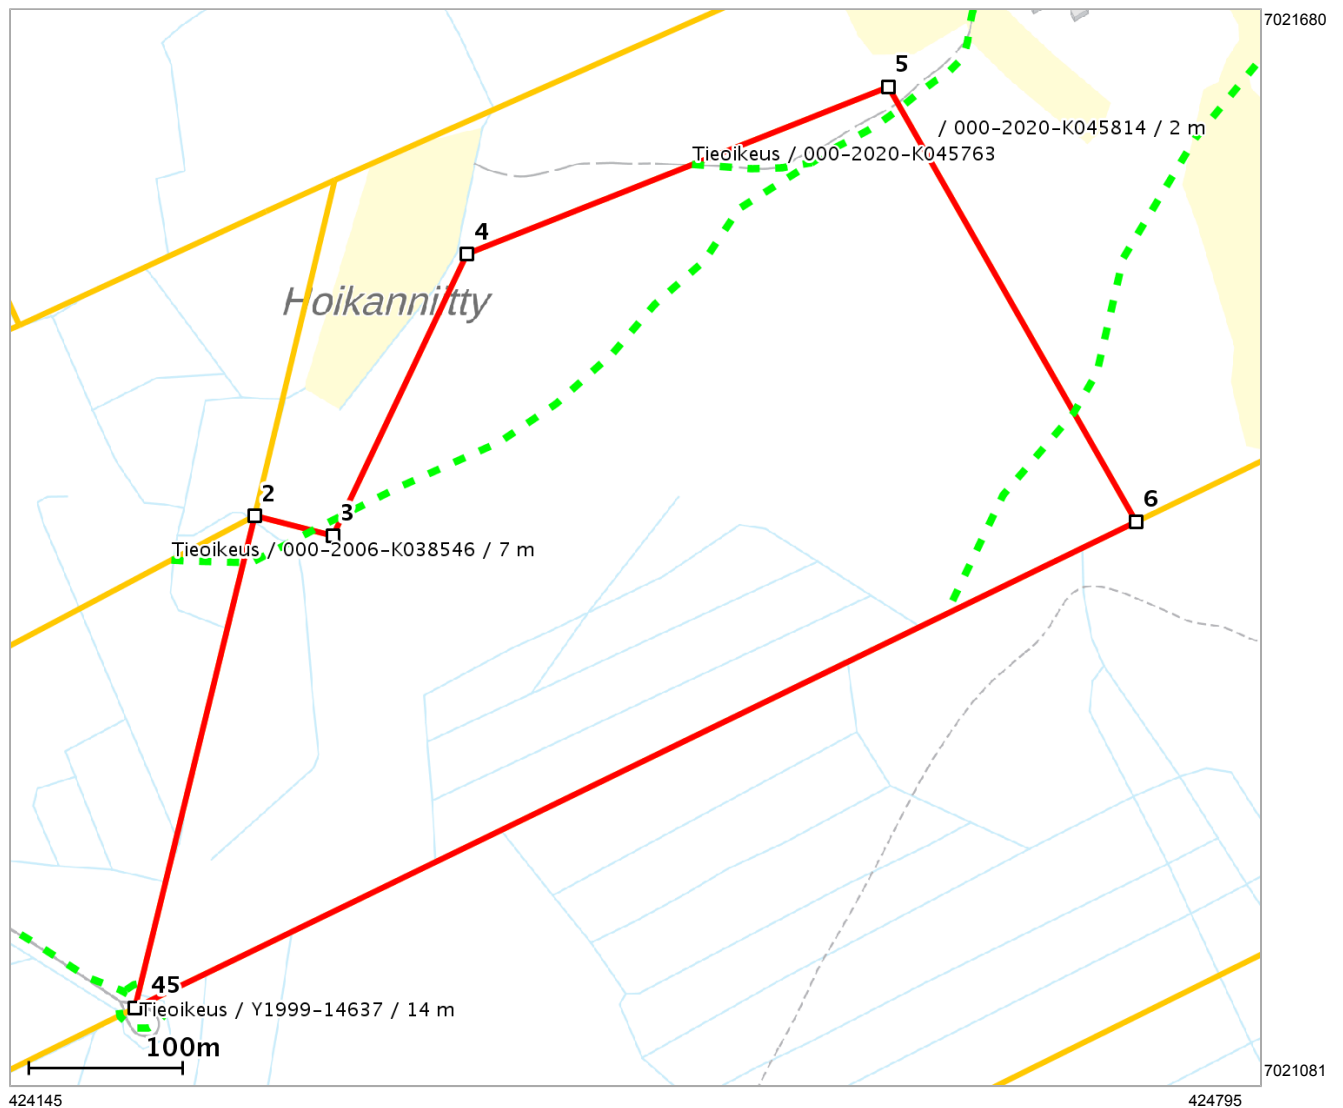 7021680
5
/ 000-2020-K045814 / 2 m
Tieoikeus / 000-2020-K045763
4
Hoikanniitty
2
3
6
Tieoikeus / 000-2006-K038546 / 7 m
45
Tieoikeus / Y1999-14637 / 14 m
100m
7021081
424145
424795